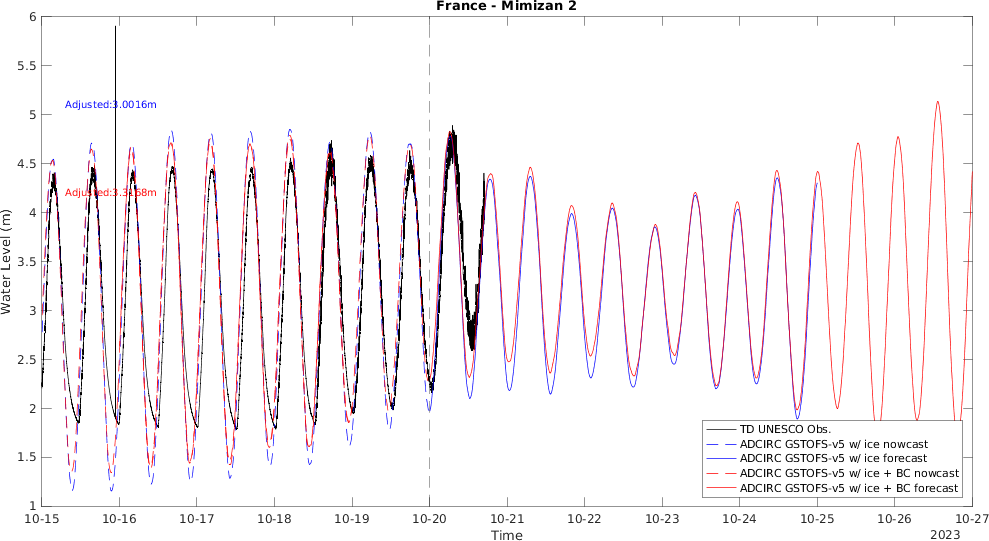 France - Mimizan 2
6
5.5
5
4.5
4
3.5
3
2.5
2
1.5
1
Water Level (m)
Adjusted:3.0016m
Adjusted:3.3168m
TD UNESCO Obs.
ADCIRC GSTOFS-v5 w/ ice nowcast
ADCIRC GSTOFS-v5 w/ ice forecast
ADCIRC GSTOFS-v5 w/ ice + BC nowcast
ADCIRC GSTOFS-v5 w/ ice + BC forecast
10-15 10-16 10-17 10-18 10-19 10-20 10-21 10-22 10-23 10-24 10-25 10-26 10-27
Time
2023